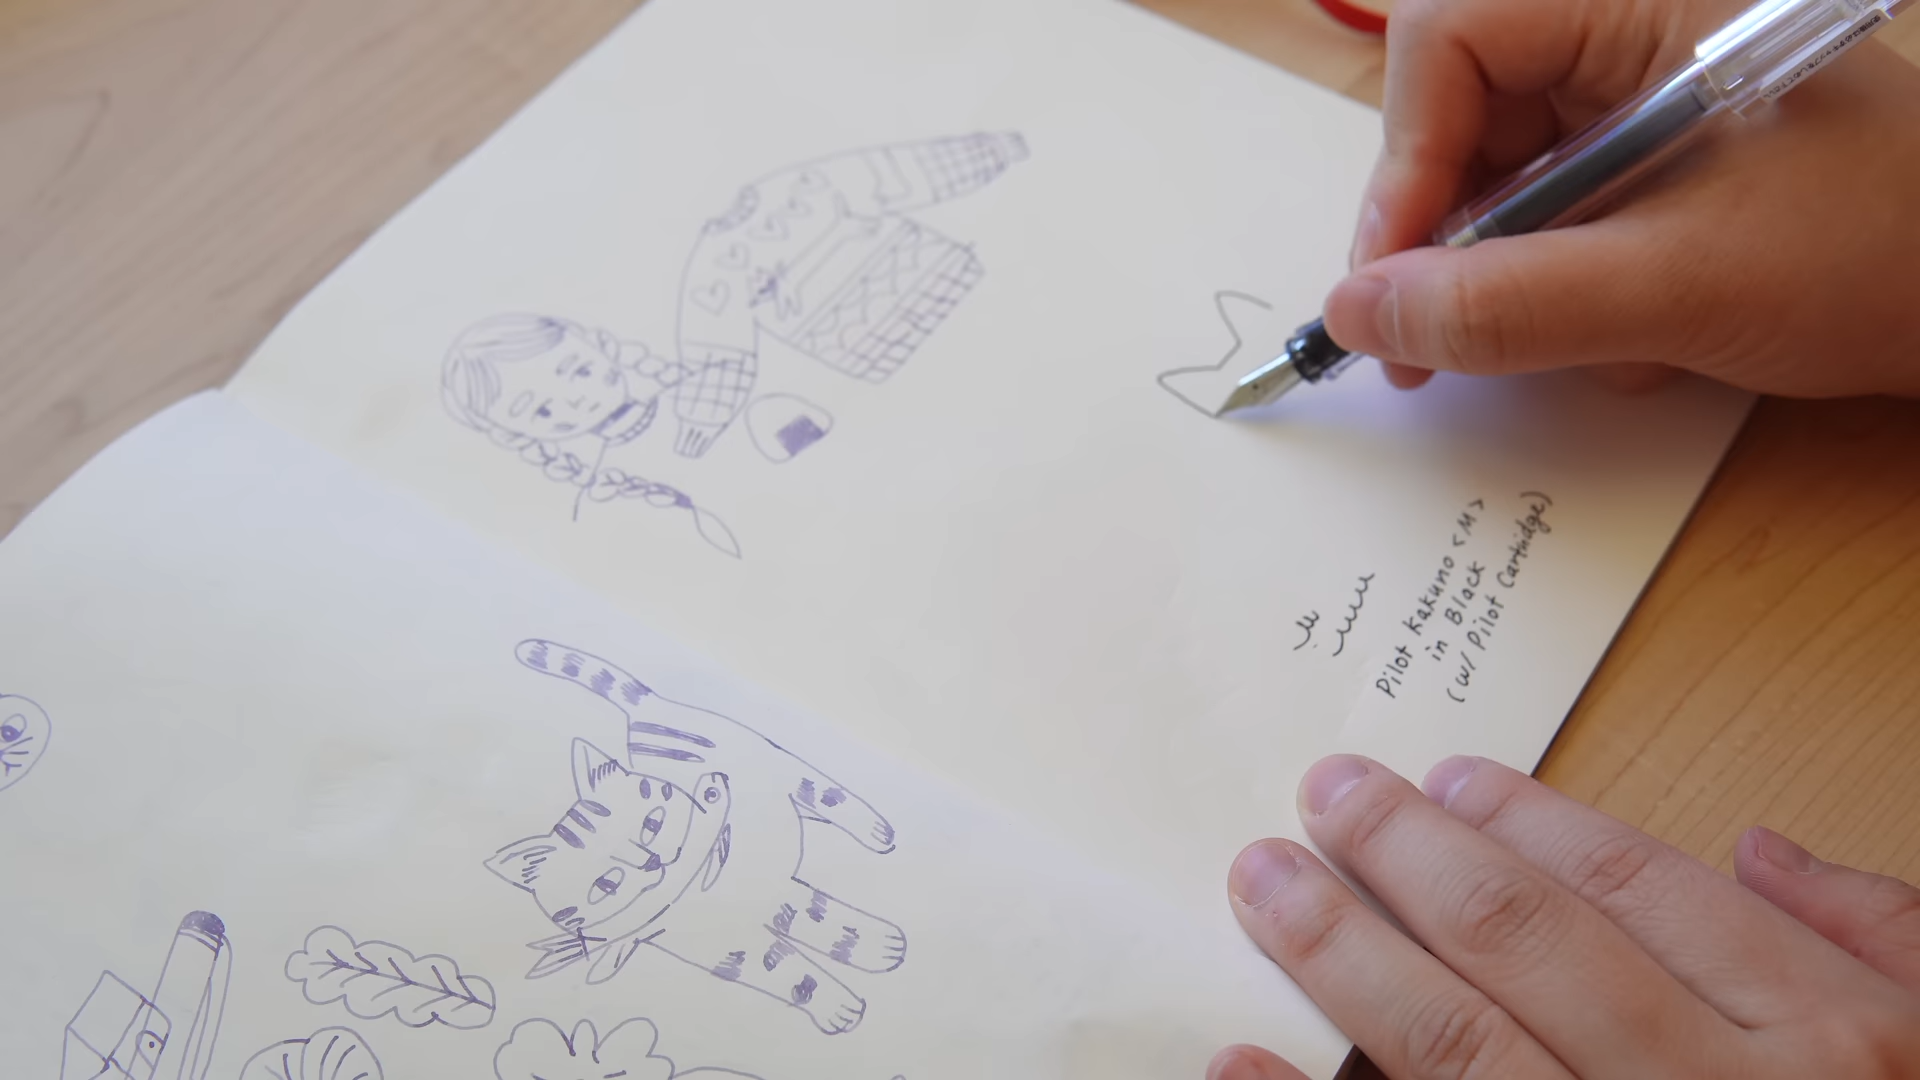 Pilot Kakuno <M>
in Black
(w/ Pilot Cartridge)